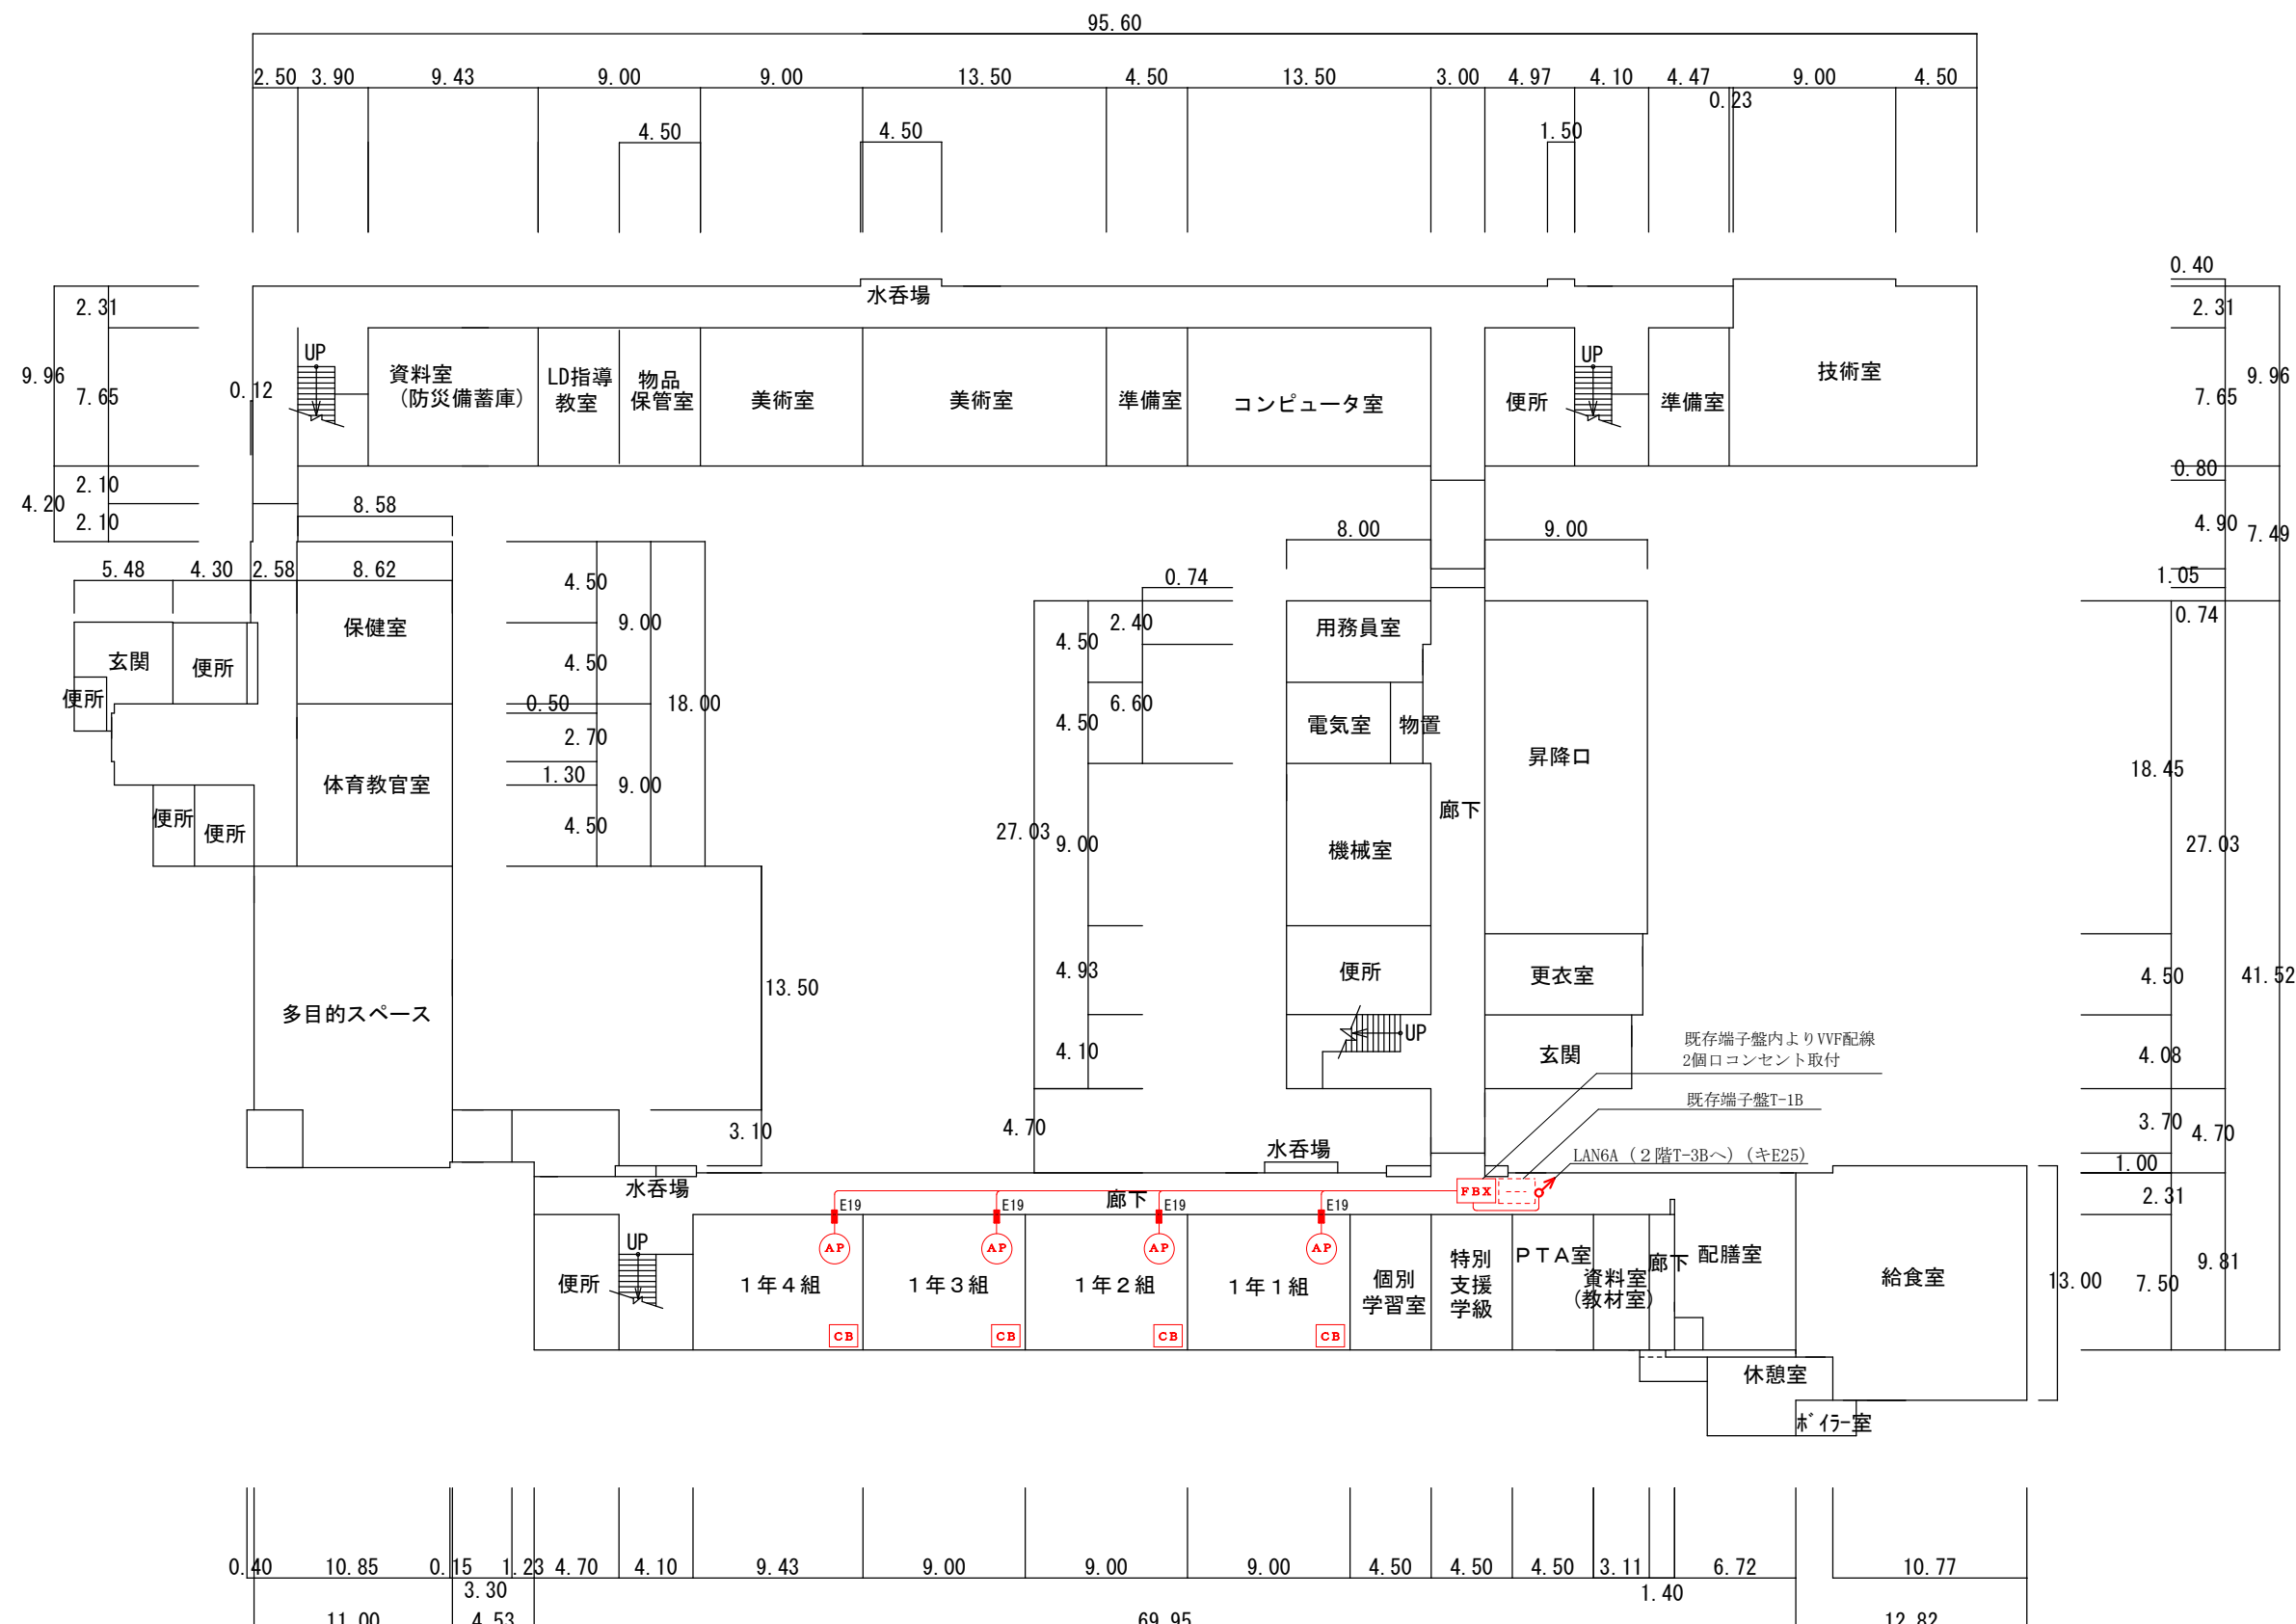 95.60
2.50 3.90 9.43 9.00 9.00 13.50 4.50 13.50 3.00 4.97 4.10 4.47 9.00 4.50
0.23
4.50 4.50 1.50
0.40
水呑場
2.31 2.31
UP UP
9.96 7.65 0.12
資料室
(防災備蓄庫)
LD指導
教室
物品
保管室
美術室
美術室
準備室
コンピュータ室
便所
準備室
技術室
9.96
7.65
0.80
2.10
4.20
2.10
8.58
4.90
7.49
8.00 9.00
5.48 4.30 2.58 8.62
4.50
0.74
1.05
0.74
保健室
9.00
4.50
2.40
用務員室
玄関
便所
4.50
便所
0.50
18.00
6.60
4.50
電気室
物置
2.70
昇降口
18.45
1.30
9.00
体育教官室
便所
便所
4.50
廊下
27.03
9.00
機械室
27.03
4.93
便所
更衣室
4.50
41.52
13.50
多目的スペース
UP
既存端子盤内よりVVF配線
2個口コンセント取付
4.10
玄関
4.08
既存端子盤T-1B
3.10
4.70
3.70
4.70
水呑場
LAN6A(2階T-3Bへ)(キE25)
1.00
水呑場
廊下
FBX
2.31
E19 E19 E19 E19
UP
AP AP AP AP
便所
1年4組
1年3組
1年2組
1年1組
個別
学習室
特別
支援
学級
PTA室
資料室
(教材室)
廊下
配膳室
給食室
13.00
7.50
9.81
CB CB CB CB
休憩室
ボイラー室
0.40 10.85 0.15 1.23 4.70 4.10 9.43 9.00 9.00 9.00 4.50 4.50 4.50 3.11 6.72 10.77
3.30 1.40
11.00 4.53 69.95 12.82